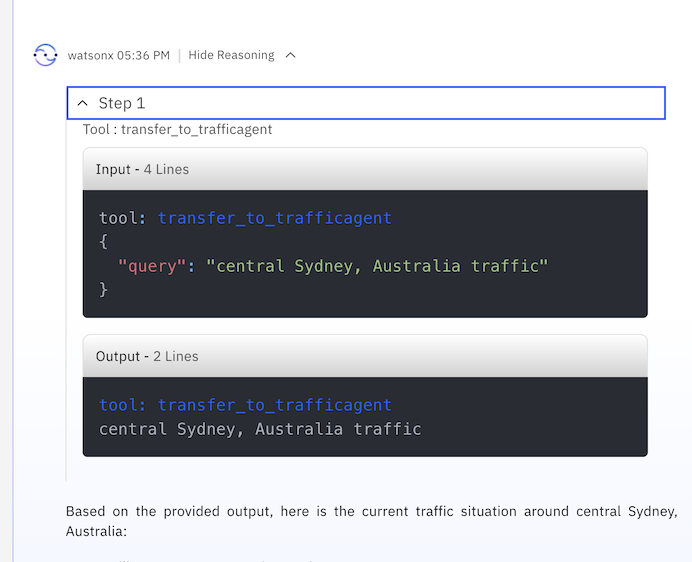 watsonx 05:36 PM | Hide Reasoning
Step 1
Tool : transfer_to_trafficagent
Input - 4 Lines
tool: transfer_to_trafficagent
{
"query": "central Sydney, Australia traffic"
}
Output - 2 Lines
tool: transfer_to_trafficagent
central Sydney, Australia traffic
Based on the provided output, here is the current traffic situation around central Sydney,
Australia: